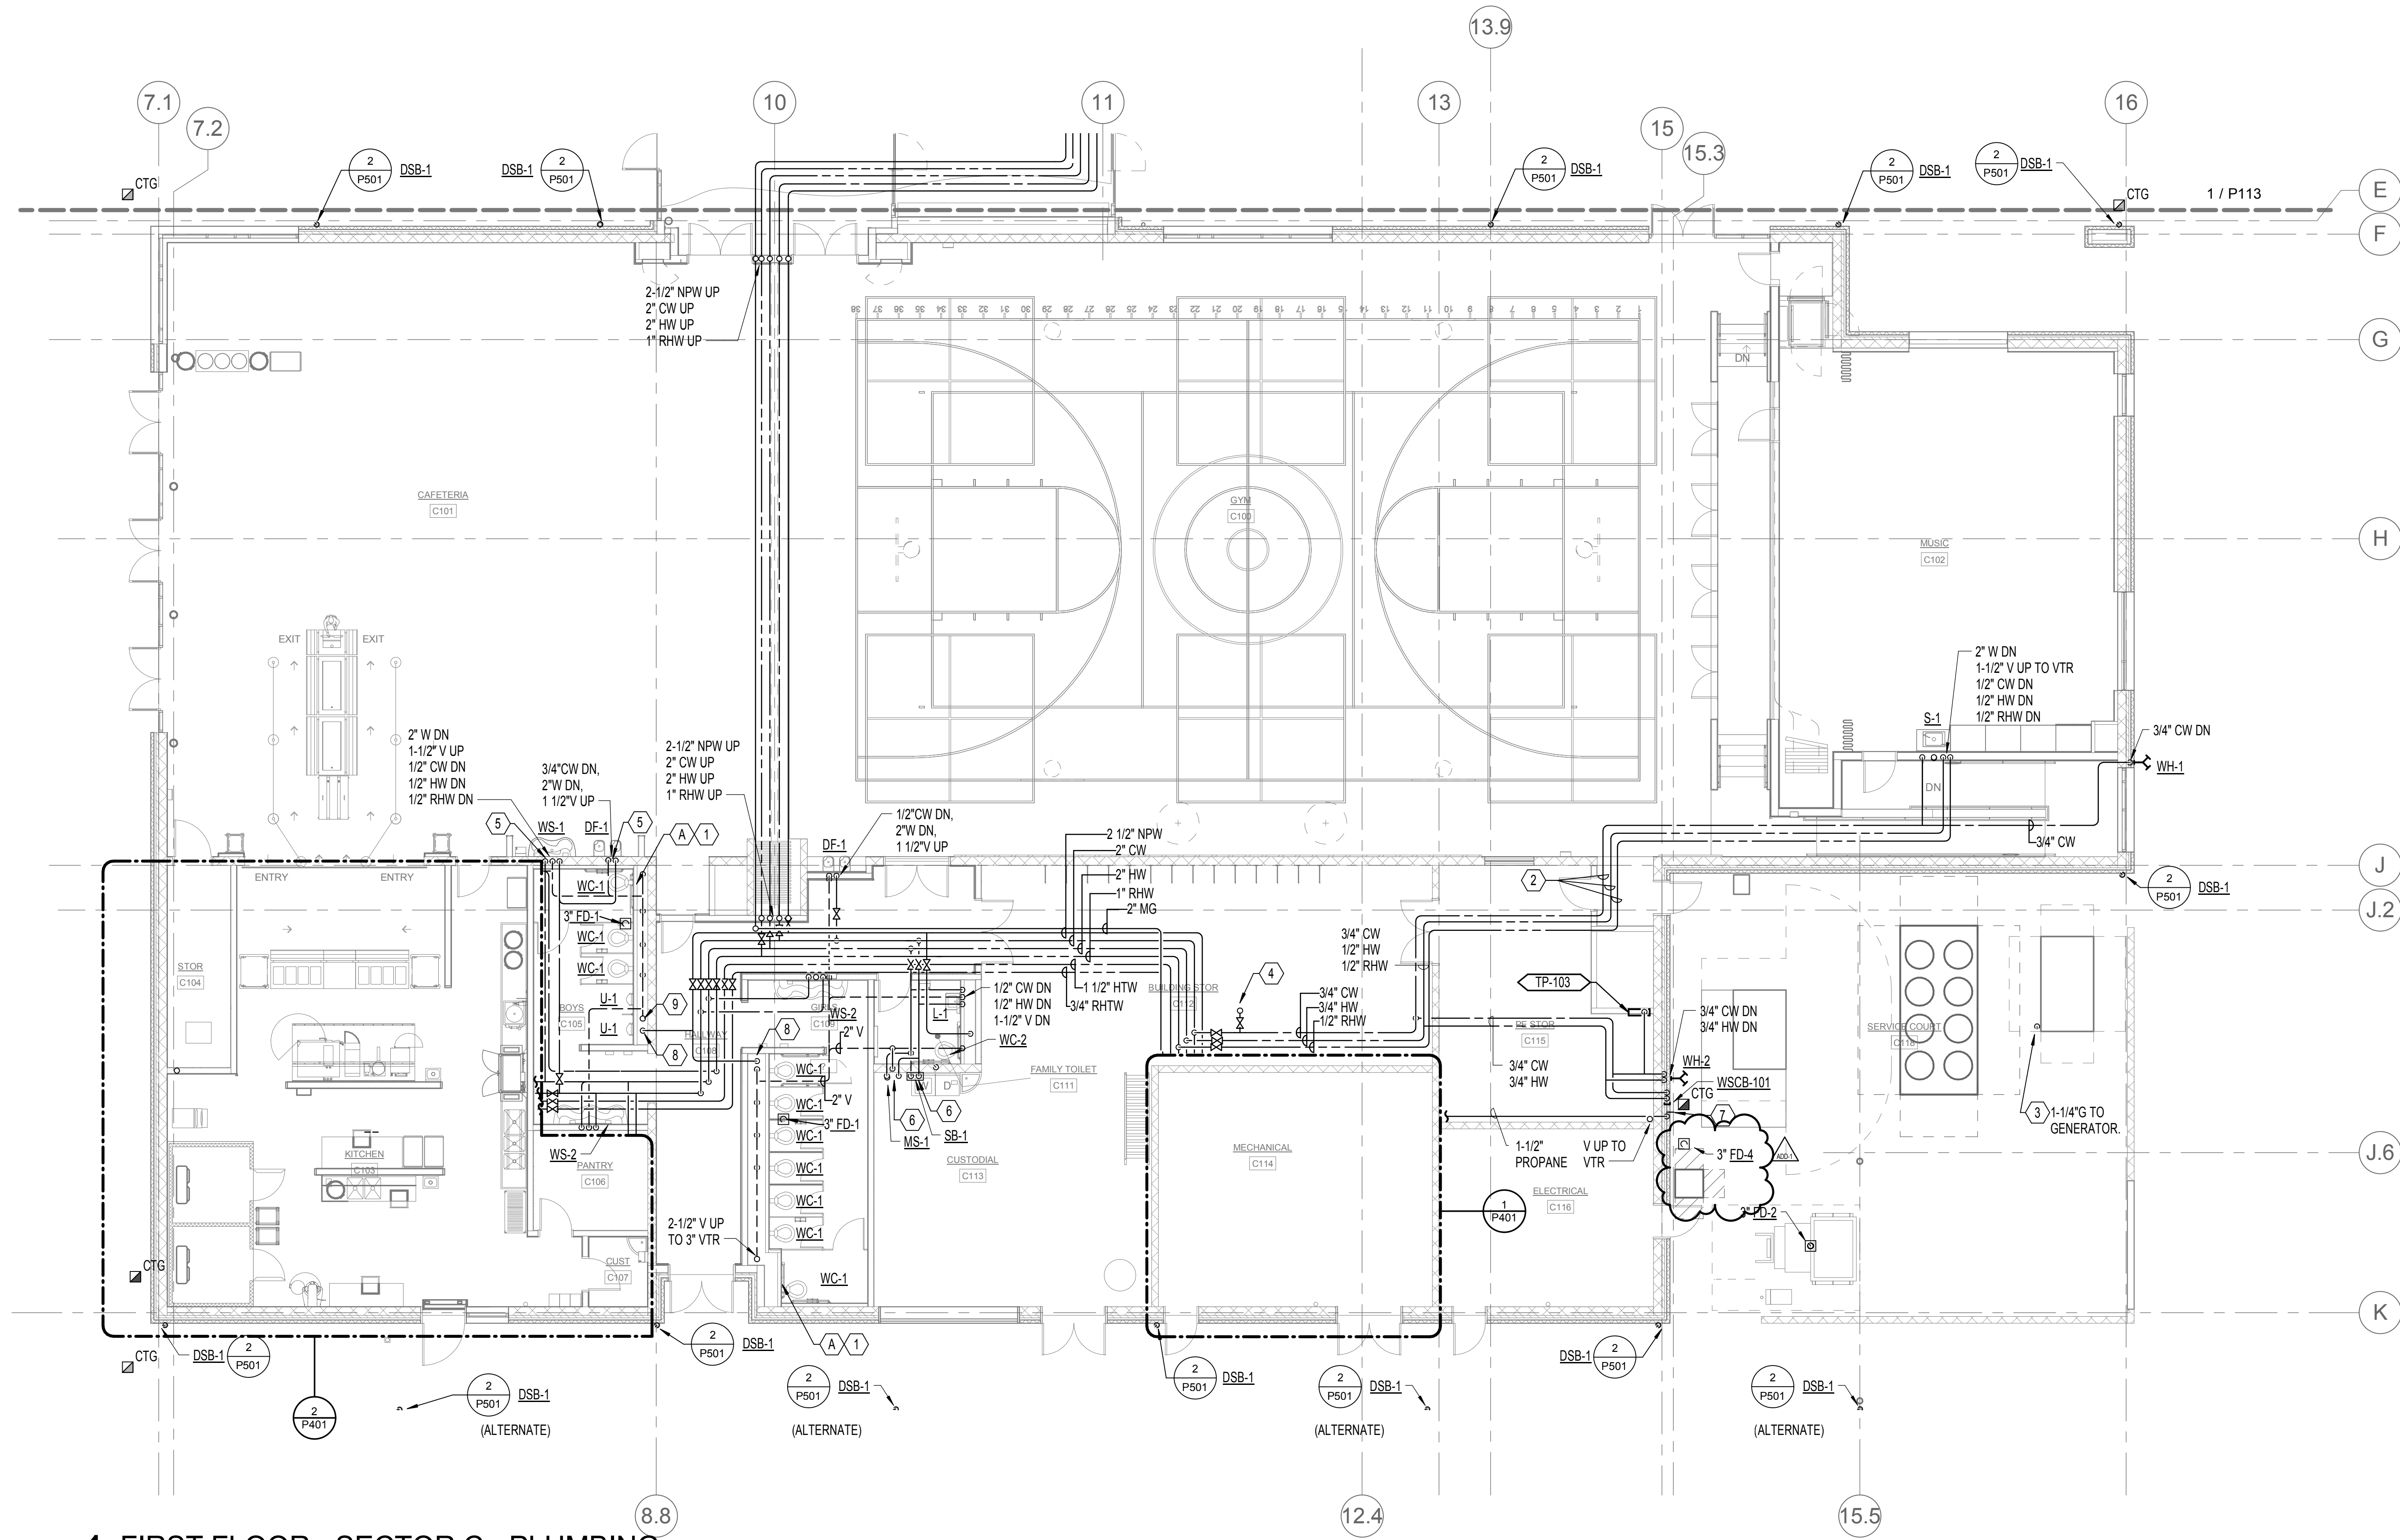 13.9
7.1
10
11
13
16
7.2
15
15.3
CTG
2
P501
DSB-1
DSB-1
2
P501
2
P501
DSB-1
2
P501
DSB-1
2
P501
DSB-1
CTG
1 / P113
E
F
2-1/2" NPW UP
2" CW UP
2" HW UP
1" RHW UP
G
DN
CAFETERIA
C101
GYM
C100
H
MUSIC
C102
EXIT
EXIT
2" W DN
1-1/2" V UP TO VTR
1/2" CW DN
1/2" HW DN
1/2" RHW DN
S-1
3/4" CW DN
WH-1
DN
3/4" CW
2" W DN
1-1/2" V UP
1/2" CW DN
1/2" HW DN
1/2" RHW DN
3/4"CW DN,
2"W DN,
1 1/2"V UP
2-1/2" NPW UP
2" CW UP
2" HW UP
1" RHW UP
5
WS-1
DF-1
5
A
1
DF-1
1/2"CW DN,
2"W DN,
1 1/2"V UP
2 1/2" NPW
2" CW
2" HW
1" RHW
2" MG
J
ENTRY
ENTRY
WC-1
3" FD-1
WC-1
WC-1
U-1
U-1
2
2
P501
DSB-1
J.2
3/4" CW
1/2" HW
1/2" RHW
STOR
C104
BOYS
C105
9
8
HALLWAY
C108
GIRLS
C109
WS-2
L-1
1/2" CW DN
1/2" HW DN
1-1/2" V DN
1 1/2" HTW
3/4" RHTW
BUILDING STOR
C112
4
3/4" CW
3/4" HW
1/2" RHW
TP-103
PE STOR
C115
3/4" CW DN
3/4" HW DN
SERVICE COURT
C118
8
2" V
WC-2
WC-1
FAMILY TOILET
C111
W
D
2" V
WC-1
3" FD-1
WC-1
WC-1
WC-1
WC-1
WC-1
6
6
MS-1
SB-1
3/4" CW
3/4" HW
WH-2
WSCB-101
CTG
7
3
1-1/4"G TO
GENERATOR.
WS-2
PANTRY
C106
KITCHEN
C103
CUSTODIAL
C113
MECHANICAL
C114
1-1/2"
PROPANE
V UP TO
VTR
3" FD-4
ADD-1
J.6
ELECTRICAL
C116
1
P401
3" FD-2
2-1/2" V UP
TO 3" VTR
CUST
C107
CTG
K
CTG
DSB-1
2
P501
2
P501
DSB-1
A
1
2
P501
DSB-1
DSB-1
2
P501
2
P401
2
P501
DSB-1
(ALTERNATE)
2
P501
DSB-1
(ALTERNATE)
2
P501
DSB-1
(ALTERNATE)
2
P501
DSB-1
(ALTERNATE)
8.8
12.4
15.5